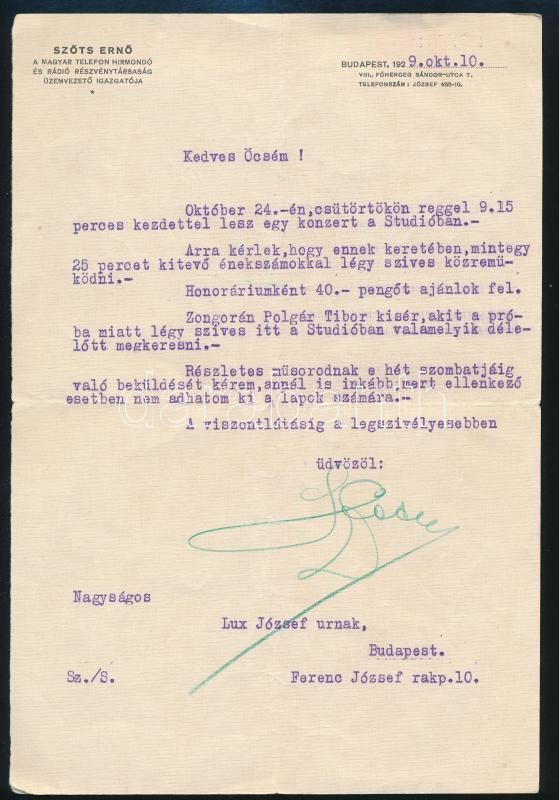 SZŐTS ERNŐ
A MAGYAR TELEFON HIRMONDÓ
ÉS RÁDIÓ RÉSZVÉNYTÁRSASÁG
ÜZEMVEZETŐ IGAZGATÓJA
*
BUDAPEST, 192 9.okt.10.
VIII., FŐHERCEG SÁNDOR-UTCA 7.
TELEFONSZÁM: JÓZSEF 455-10.
Kedves Öcsém !
Október 24.-én,csütörtökön reggel 9.15
perces kezdettel lesz egy konzert a Studióban.-
Arra kérlek,hogy ennek keretében,mintegy
25 percet kitevő énekszámokkal légy szives közremü-
ködni.-
Honoráriumként 40.- pengőt ajánlok fel.
Zongorán Polgár Tibor kisér,akit a pró-
ba miatt légy szives itt a Studióban valamelyik déle-
lőtt megkeresni.-
Részletes müsorodnak e hét szombatjáig
való beküldését kérem,annál is inkább,mert ellenkező
esetben nem adhatom ki a lapok számára.-
A viszontlátásig a legszivélyesebben
üdvözöl:
Nagyságos
Lux József urnak,
Budapest.
Sz./S.
Ferenc József rakp.10.